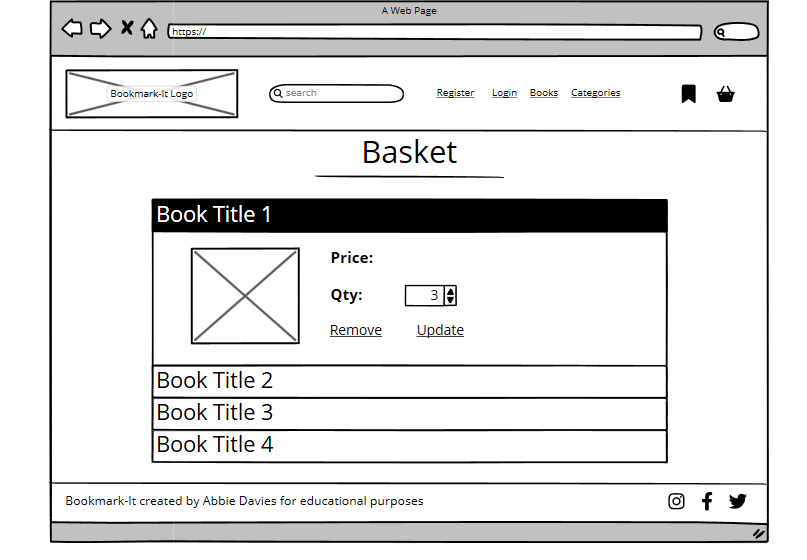 A Web Page
https://
Bookmark-It Logo
search
Register Login Books Categories
Basket
Book Title 1
Price:
Qty: 3
Remove Update
Book Title 2
Book Title 3
Book Title 4
Bookmark-It created by Abbie Davies for educational purposes